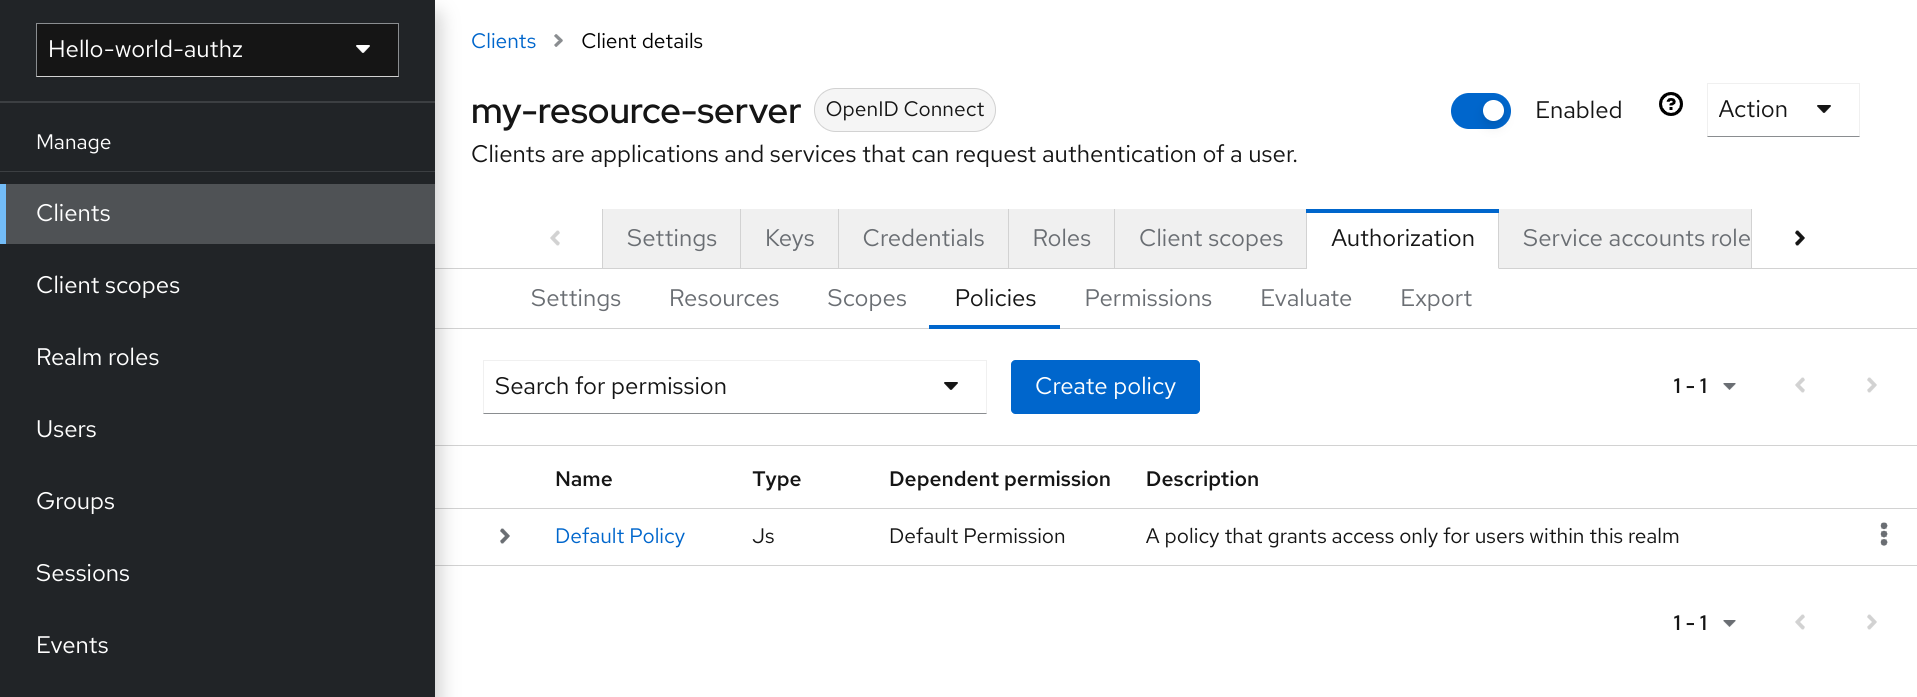 Hello-world-authz
Manage
Clients
Client scopes
Realm roles
Users
Groups
Sessions
Events
Clients Client details
my-resource-server OpenID Connect Enabled Action
Clients are applications and services that can request authentication of a user.
Settings Keys Credentials Roles Client scopes Authorization Service accounts role
Settings Resources Scopes Policies Permissions Evaluate Export
Search for permission Create policy 1 - 1
Name Type Dependent permission Description
Default Policy Js Default Permission A policy that grants access only for users within this realm
1 - 1